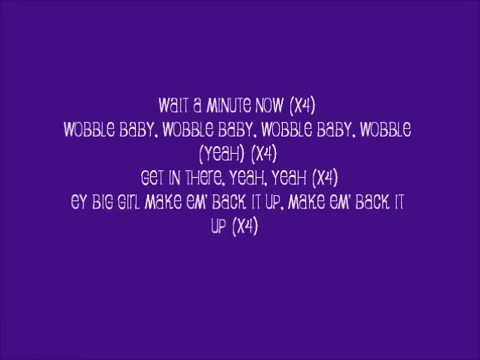 Wait a minute now (x4)
Wobble baby, wobble baby, wobble baby, wobble
(yeah) (x4)
Get in there, yeah, yeah (x4)
Ey big girl make em' back it up, make em' back it
up (x4)